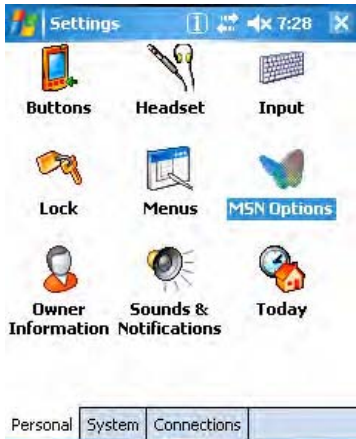 Settings 7:28
Buttons Headset Input
Lock Menus MSN Options
Owner Sounds & Today
Information Notifications
Personal System Connections